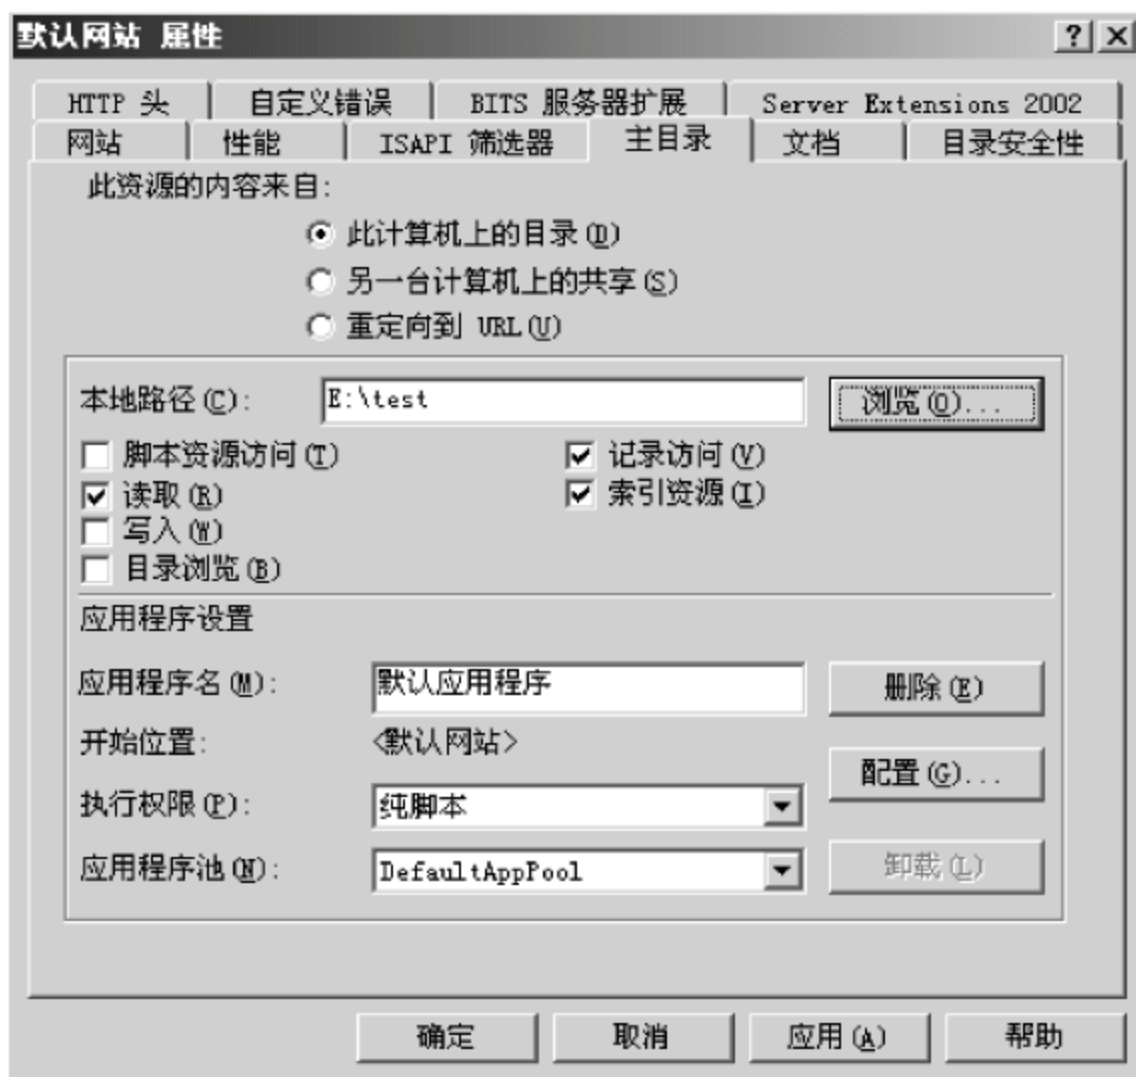 默认网站 属性
HTTP 头 自定义错误 BITS 服务器扩展 Server Extensions 2002
网站 性能 ISAPI 筛选器 主目录 文档 目录安全性
此资源的内容来自:
此计算机上的目录(D)
另一台计算机上的共享(S)
重定向到 URL(U)
本地路径(C): E:\test 浏览(O)...
脚本资源访问(T) 记录访问(V)
读取(R) 索引资源(I)
写入(W)
目录浏览(B)
应用程序设置
应用程序名(M): 默认应用程序 删除(E)
开始位置: <默认网站>
配置(G)...
执行权限(P): 纯脚本
应用程序池(N): DefaultAppPool 卸载(L)
确定 取消 应用(A) 帮助